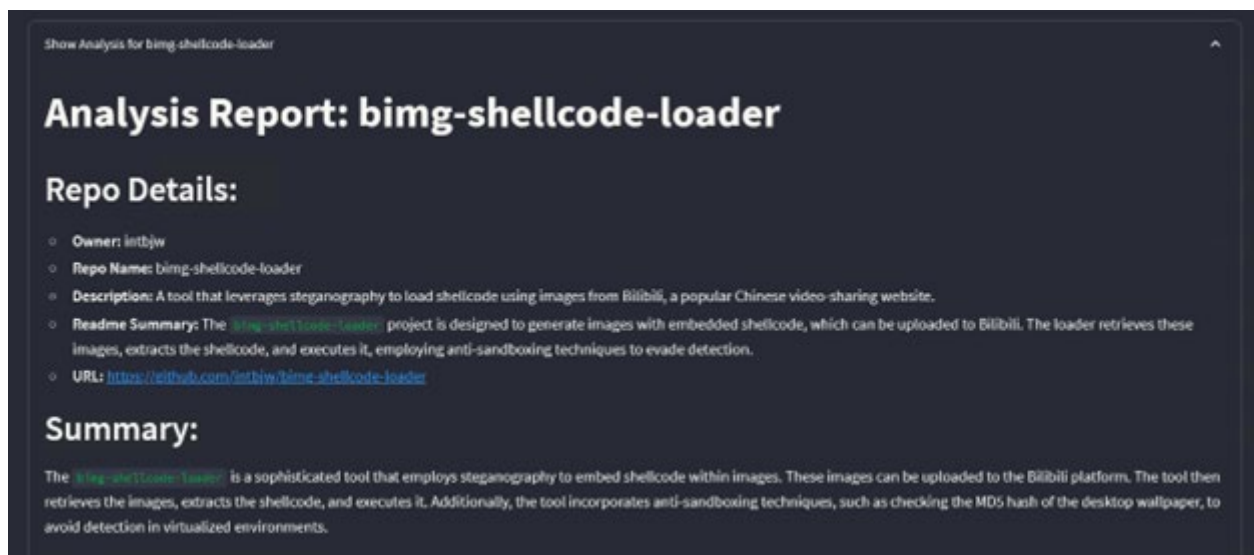 Show Analysis for bimg-shellcode-loader
Analysis Report: bimg-shellcode-loader
Repo Details:
Owner: intbjw
Repo Name: bimg-shellcode-loader
Description: A tool that leverages steganography to load shellcode using images from Bilibili, a popular Chinese video-sharing website.
Readme Summary: The bimg-shellcode-loader project is designed to generate images with embedded shellcode, which can be uploaded to Bilibili. The loader retrieves these
images, extracts the shellcode, and executes it, employing anti-sandboxing techniques to evade detection.
URL: https://github.com/intbjw/bimg-shellcode-loader
Summary:
The bimg-shellcode-loader is a sophisticated tool that employs steganography to embed shellcode within images. These images can be uploaded to the Bilibili platform. The tool then
retrieves the images, extracts the shellcode, and executes it. Additionally, the tool incorporates anti-sandboxing techniques, such as checking the MD5 hash of the desktop wallpaper, to
avoid detection in virtualized environments.